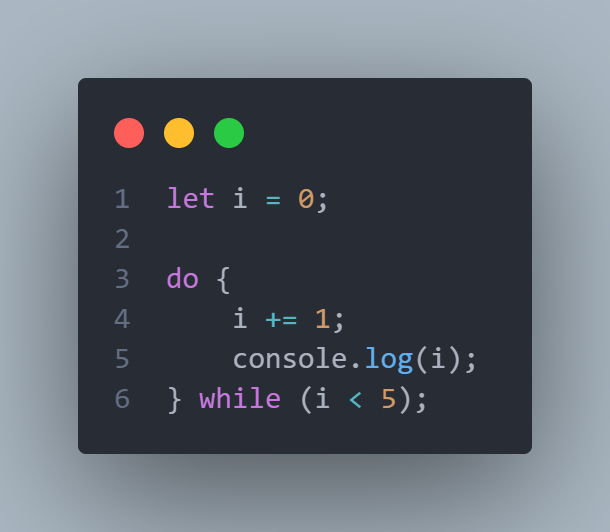 1 let i = 0;
2
3 do {
4     i += 1;
5     console.log(i);
6 } while (i < 5);